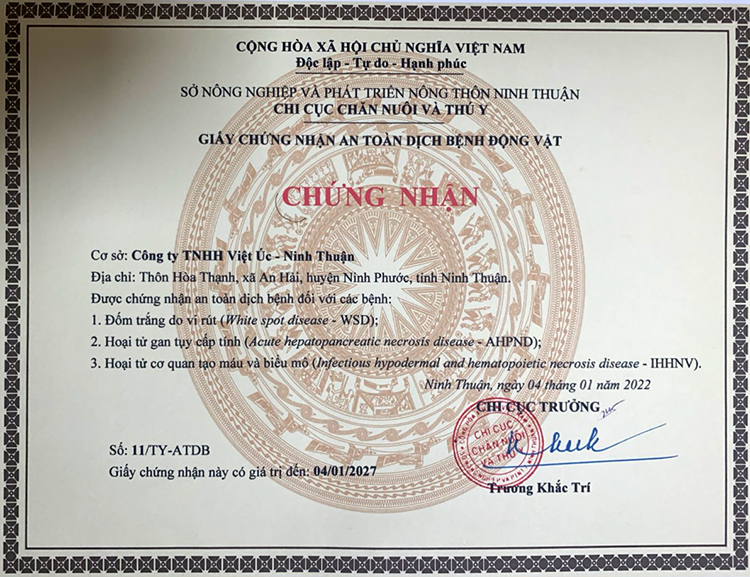 CỘNG HÒA XÃ HỘI CHỦ NGHĨA VIỆT NAM
Độc lập - Tự do - Hạnh phúc
SỞ NÔNG NGHIỆP VÀ PHÁT TRIỂN NÔNG THÔN NINH THUẬN
CHI CỤC CHĂN NUÔI VÀ THÚ Y
GIẤY CHỨNG NHẬN AN TOÀN DỊCH BỆNH ĐỘNG VẬT
CHỨNG NHẬN
Cơ sở: Công ty TNHH Việt Úc - Ninh Thuận
Địa chỉ: Thôn Hòa Thạnh, xã An Hải, huyện Ninh Phước, tỉnh Ninh Thuận.
Được chứng nhận an toàn dịch bệnh đối với các bệnh:
1. Đốm trắng do vi rút (White spot disease - WSD);
2. Hoại tử gan tụy cấp tính (Acute hepatopancreatic necrosis disease - AHPND);
3. Hoại tử cơ quan tạo máu và biểu mô (Infectious hypodermal and hematopoietic necrosis disease - IHHNV).
Ninh Thuận, ngày 04 tháng 01 năm 2022
CHI CỤC TRƯỞNG
CHI CỤC
CHĂN NUÔI
VÀ THÚ Y
Số: 11/TY-ATDB
Giấy chứng nhận này có giá trị đến: 04/01/2027
Trương Khắc Trí